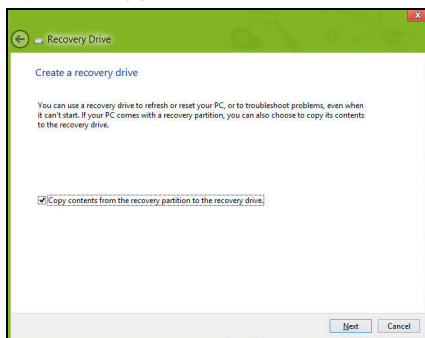 x
Recovery Drive
Create a recovery drive
You can use a recovery drive to refresh or reset your PC, or to troubleshoot problems, even when
it can't start. If your PC comes with a recovery partition, you can also choose to copy its contents
to the recovery drive.
Copy contents from the recovery partition to the recovery drive.
Next Cancel